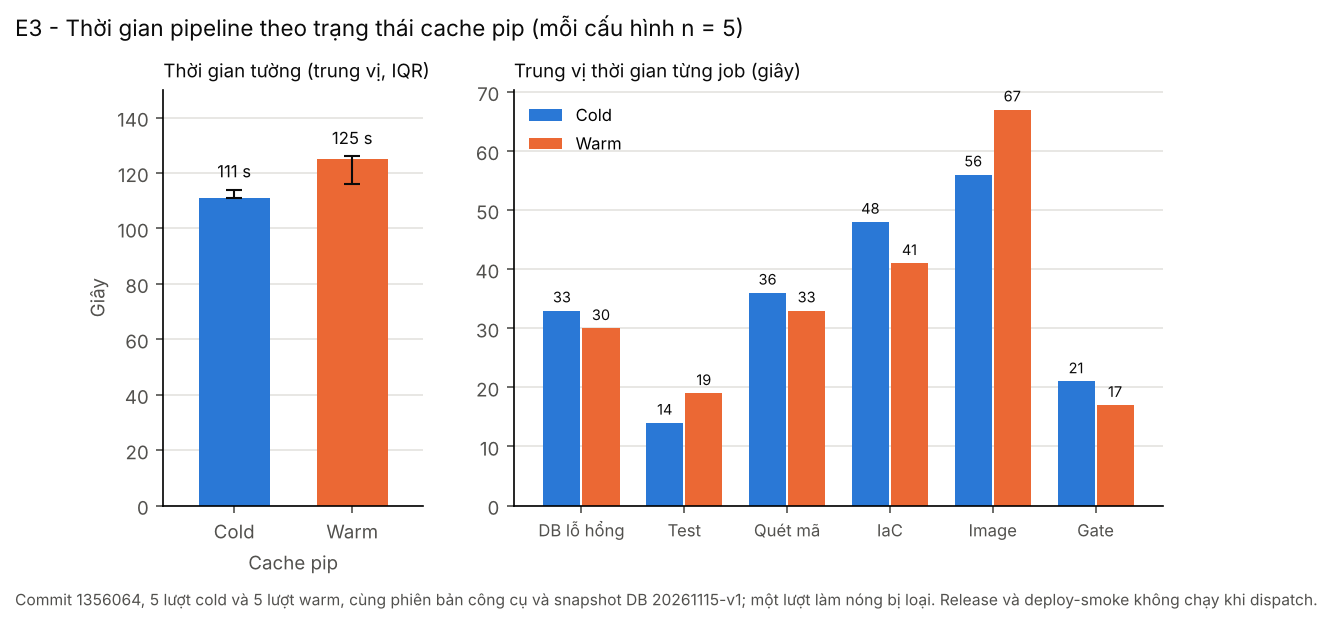 E3 - Thời gian pipeline theo trạng thái cache pip (mỗi cấu hình n = 5)
Thời gian tường (trung vị, IQR)
Giây
140
120
100
80
60
40
20
0
111 s
125 s
Cold
Warm
Cache pip
Trung vị thời gian từng job (giây)
70
60
50
40
30
20
10
0
Cold
Warm
33
30
14
19
36
33
48
41
56
67
21
17
DB lỗ hổng
Test
Quét mã
IaC
Image
Gate
Commit 1356064, 5 lượt cold và 5 lượt warm, cùng phiên bản công cụ và snapshot DB 20261115-v1; một lượt làm nóng bị loại. Release và deploy-smoke không chạy khi dispatch.